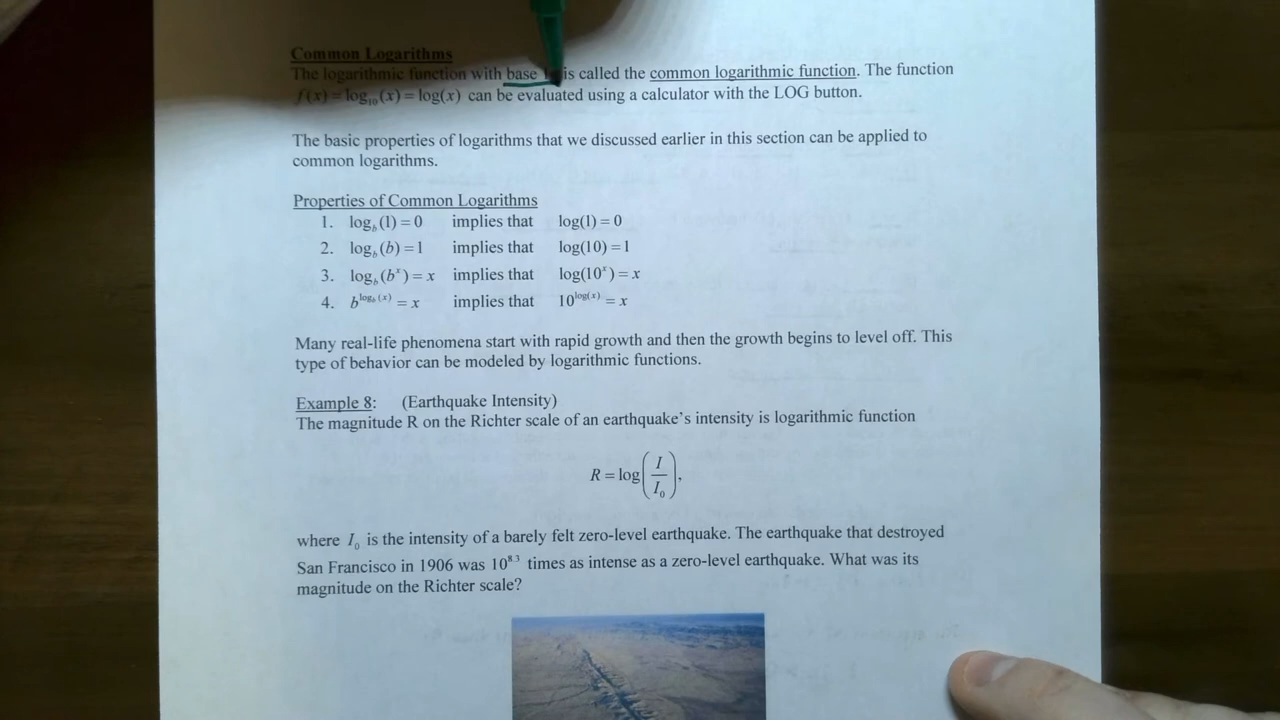 Common Logarithms
The logarithmic function with base is called the common logarithmic function. The function
f(x) = log₁₀(x) = log(x) can be evaluated using a calculator with the LOG button.
The basic properties of logarithms that we discussed earlier in this section can be applied to
common logarithms.
Properties of Common Logarithms
1. log_b(1) = 0 implies that log(1) = 0
2. log_b(b) = 1 implies that log(10) = 1
3. log_b(b^x) = x implies that log(10^x) = x
4. b^(log_b(x)) = x implies that 10^(log(x)) = x
Many real-life phenomena start with rapid growth and then the growth begins to level off. This
type of behavior can be modeled by logarithmic functions.
Example 8: (Earthquake Intensity)
The magnitude R on the Richter scale of an earthquake's intensity is logarithmic function
R = log(I/I₀),
where I₀ is the intensity of a barely felt zero-level earthquake. The earthquake that destroyed
San Francisco in 1906 was 10^8.3 times as intense as a zero-level earthquake. What was its
magnitude on the Richter scale?